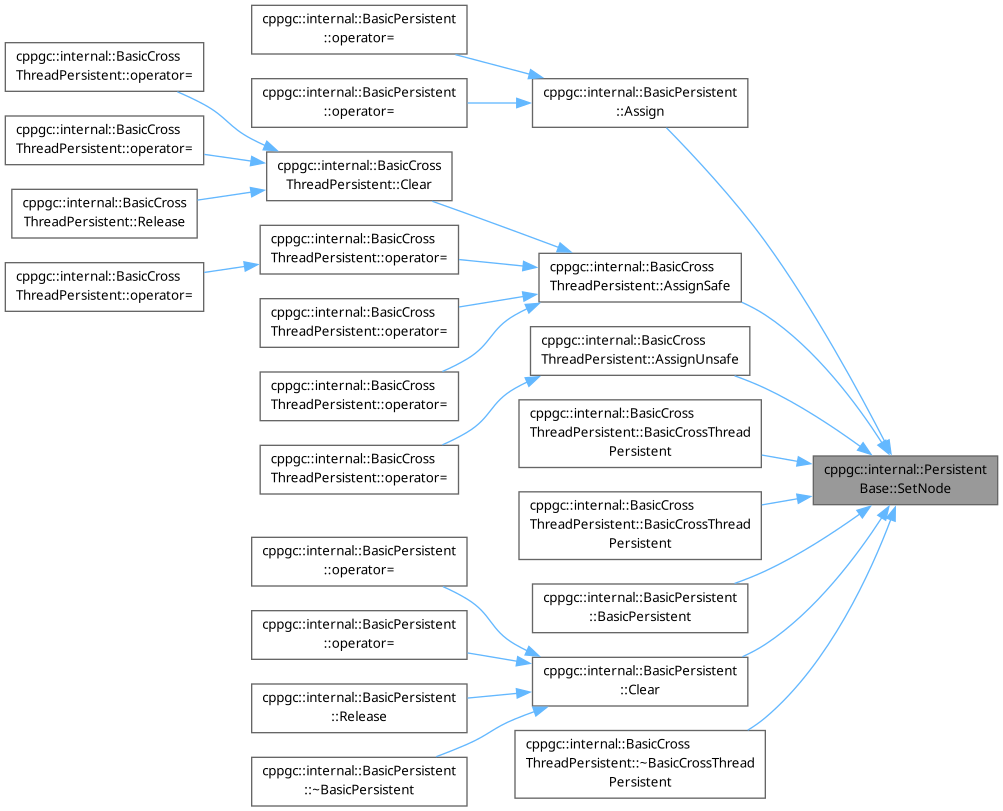 cppgc::internal::BasicCross
ThreadPersistent::operator=
cppgc::internal::BasicCross
ThreadPersistent::operator=
cppgc::internal::BasicCross
ThreadPersistent::Release
cppgc::internal::BasicCross
ThreadPersistent::operator=
cppgc::internal::BasicPersistent
::operator=
cppgc::internal::BasicPersistent
::operator=
cppgc::internal::BasicCross
ThreadPersistent::Clear
cppgc::internal::BasicCross
ThreadPersistent::operator=
cppgc::internal::BasicCross
ThreadPersistent::operator=
cppgc::internal::BasicCross
ThreadPersistent::operator=
cppgc::internal::BasicCross
ThreadPersistent::operator=
cppgc::internal::BasicPersistent
::operator=
cppgc::internal::BasicPersistent
::operator=
cppgc::internal::BasicPersistent
::Release
cppgc::internal::BasicPersistent
::~BasicPersistent
cppgc::internal::BasicPersistent
::Assign
cppgc::internal::BasicCross
ThreadPersistent::AssignSafe
cppgc::internal::BasicCross
ThreadPersistent::AssignUnsafe
cppgc::internal::BasicCross
ThreadPersistent::BasicCrossThread
Persistent
cppgc::internal::BasicCross
ThreadPersistent::BasicCrossThread
Persistent
cppgc::internal::BasicPersistent
::BasicPersistent
cppgc::internal::BasicPersistent
::Clear
cppgc::internal::BasicCross
ThreadPersistent::~BasicCrossThread
Persistent
cppgc::internal::Persistent
Base::SetNode